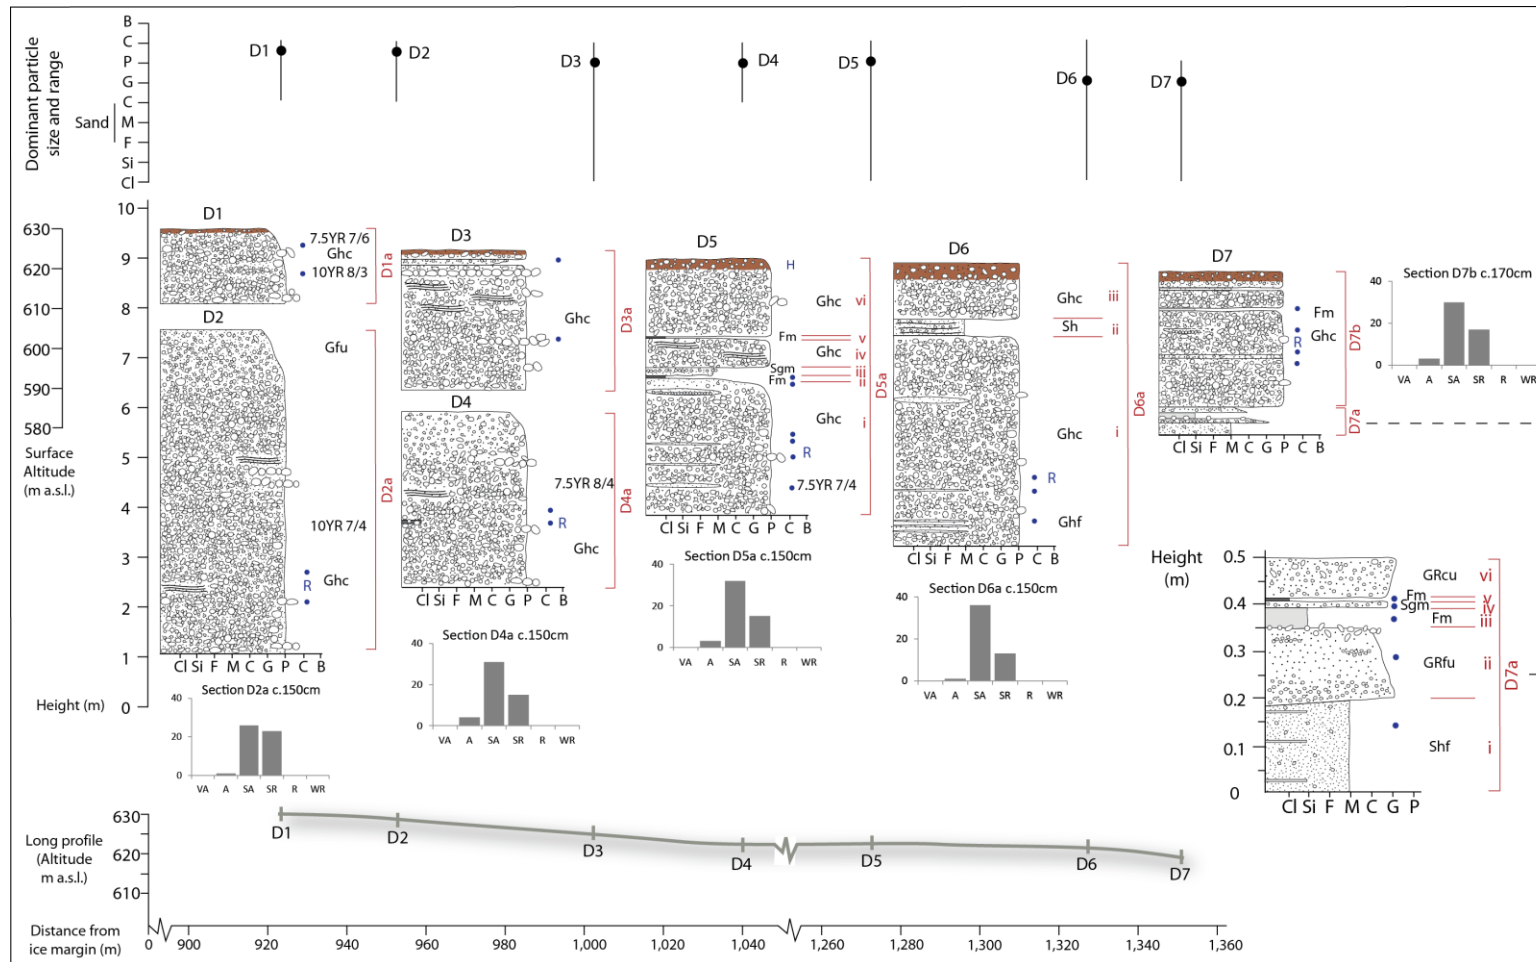 Dominant particle
size and range
B
C
P
G
C
Sand
M
F
Si
Cl
D1
D2
D3
D4
D5
D6
D7
630
620
610
600
590
580
Surface
Altitude
(m a.s.l.)
10
9
8
7
6
5
4
3
2
1
0
Height (m)
D1
7.5YR 7/6
Ghc
10YR 8/3
D1a
D2
Gfu
10YR 7/4
R
Ghc
D2a
Cl Si F M C G P C B
Section D2a c.150cm
40
20
0
VA A SA SR R WR
D3
Ghc
D3a
D4
7.5YR 8/4
R
Ghc
D4a
Cl Si F M C G P C B
Section D4a c.150cm
40
20
0
VA A SA SR R WR
D5
H
Ghc vi
Fm v
Ghc iv
Sgm iii
Fm ii
Ghc i
R
7.5YR 7/4
D5a
Cl Si F M C G P C B
Section D5a c.150cm
40
20
0
VA A SA SR R WR
D6
Ghc iii
Sh ii
Ghc i
R
Ghf
D6a
Cl Si F M C G P C B
Section D6a c.150cm
40
20
0
VA A SA SR R WR
D7
Fm
Ghc
R
D7b
D7a
Cl Si F M C G P C B
Section D7b c.170cm
40
20
0
VA A SA SR R WR
Height
(m)
0.5
0.4
0.3
0.2
0.1
0
GRcu vi
Fm v
Sgm iv
Fm iii
GRfu ii
Shf i
D7a
Cl Si F M C G P
630
620
610
Long profile
(Altitude
m a.s.l.)
D1
D2
D3
D4
D5
D6
D7
Distance from
ice margin (m)
0 900 920 940 960 980 1,000 1,020 1,040 1,260 1,280 1,300 1,320 1,340 1,360